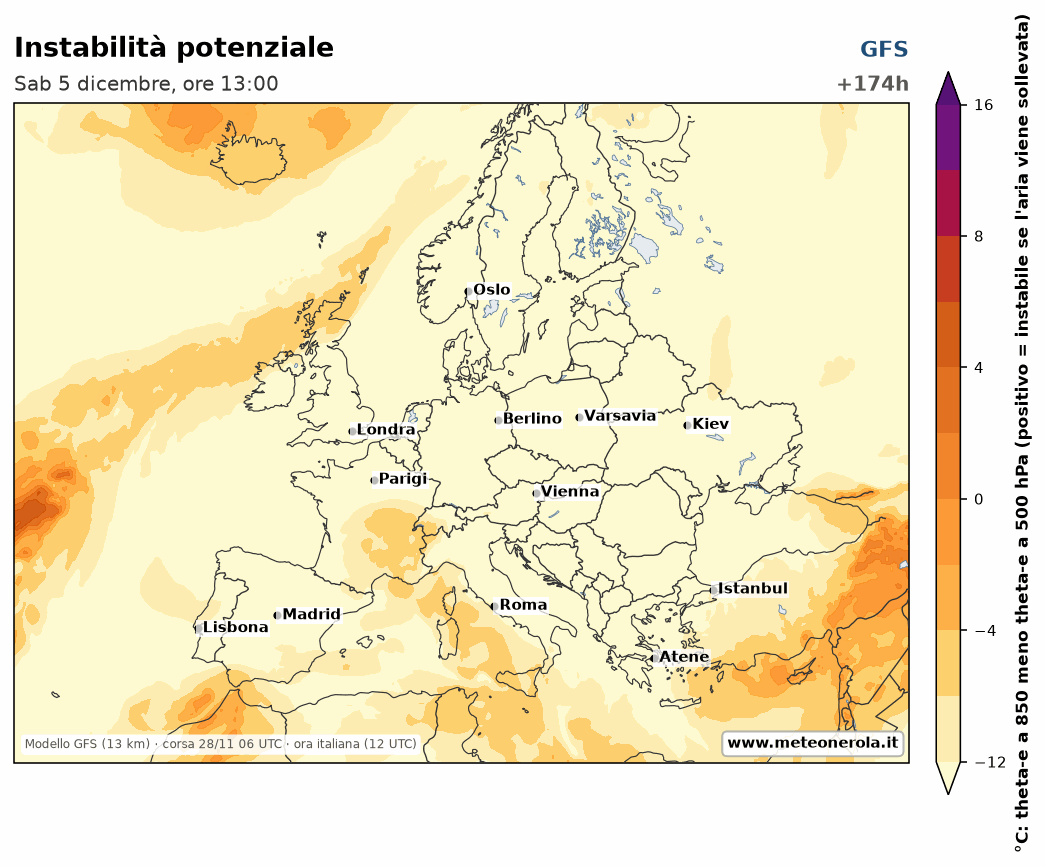 Instabilità potenziale
GFS
Sab 5 dicembre, ore 13:00
+174h
Oslo
Berlino
Varsavia
Kiev
Londra
Parigi
Vienna
Istanbul
Roma
Madrid
Lisbona
Atene
Modello GFS (13 km) · corsa 28/11 06 UTC · ora italiana (12 UTC)
www.meteonerola.it
16
8
4
0
−4
−12
°C: theta-e a 850 meno theta-e a 500 hPa (positivo = instabile se l'aria viene sollevata)